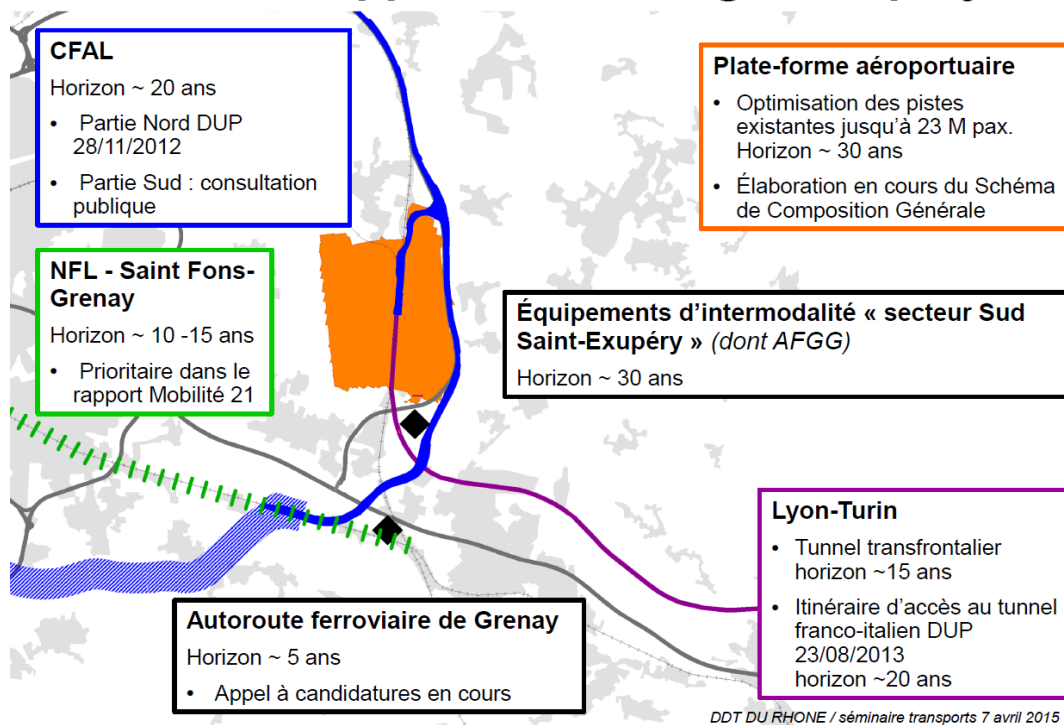 CFAL
Horizon ~ 20 ans
• Partie Nord DUP
28/11/2012
• Partie Sud : consultation
publique
Plate-forme aéroportuaire
• Optimisation des pistes
existantes jusqu'à 23 M pax.
Horizon ~ 30 ans
• Élaboration en cours du Schéma
de Composition Générale
NFL - Saint Fons-
Grenay
Horizon ~ 10 -15 ans
• Prioritaire dans le
rapport Mobilité 21
Équipements d'intermodalité « secteur Sud
Saint-Exupéry » (dont AFGG)
Horizon ~ 30 ans
Lyon-Turin
• Tunnel transfrontalier
horizon ~15 ans
• Itinéraire d'accès au tunnel
franco-italien DUP
23/08/2013
horizon ~20 ans
Autoroute ferroviaire de Grenay
Horizon ~ 5 ans
• Appel à candidatures en cours
DDT DU RHONE / séminaire transports 7 avril 2015